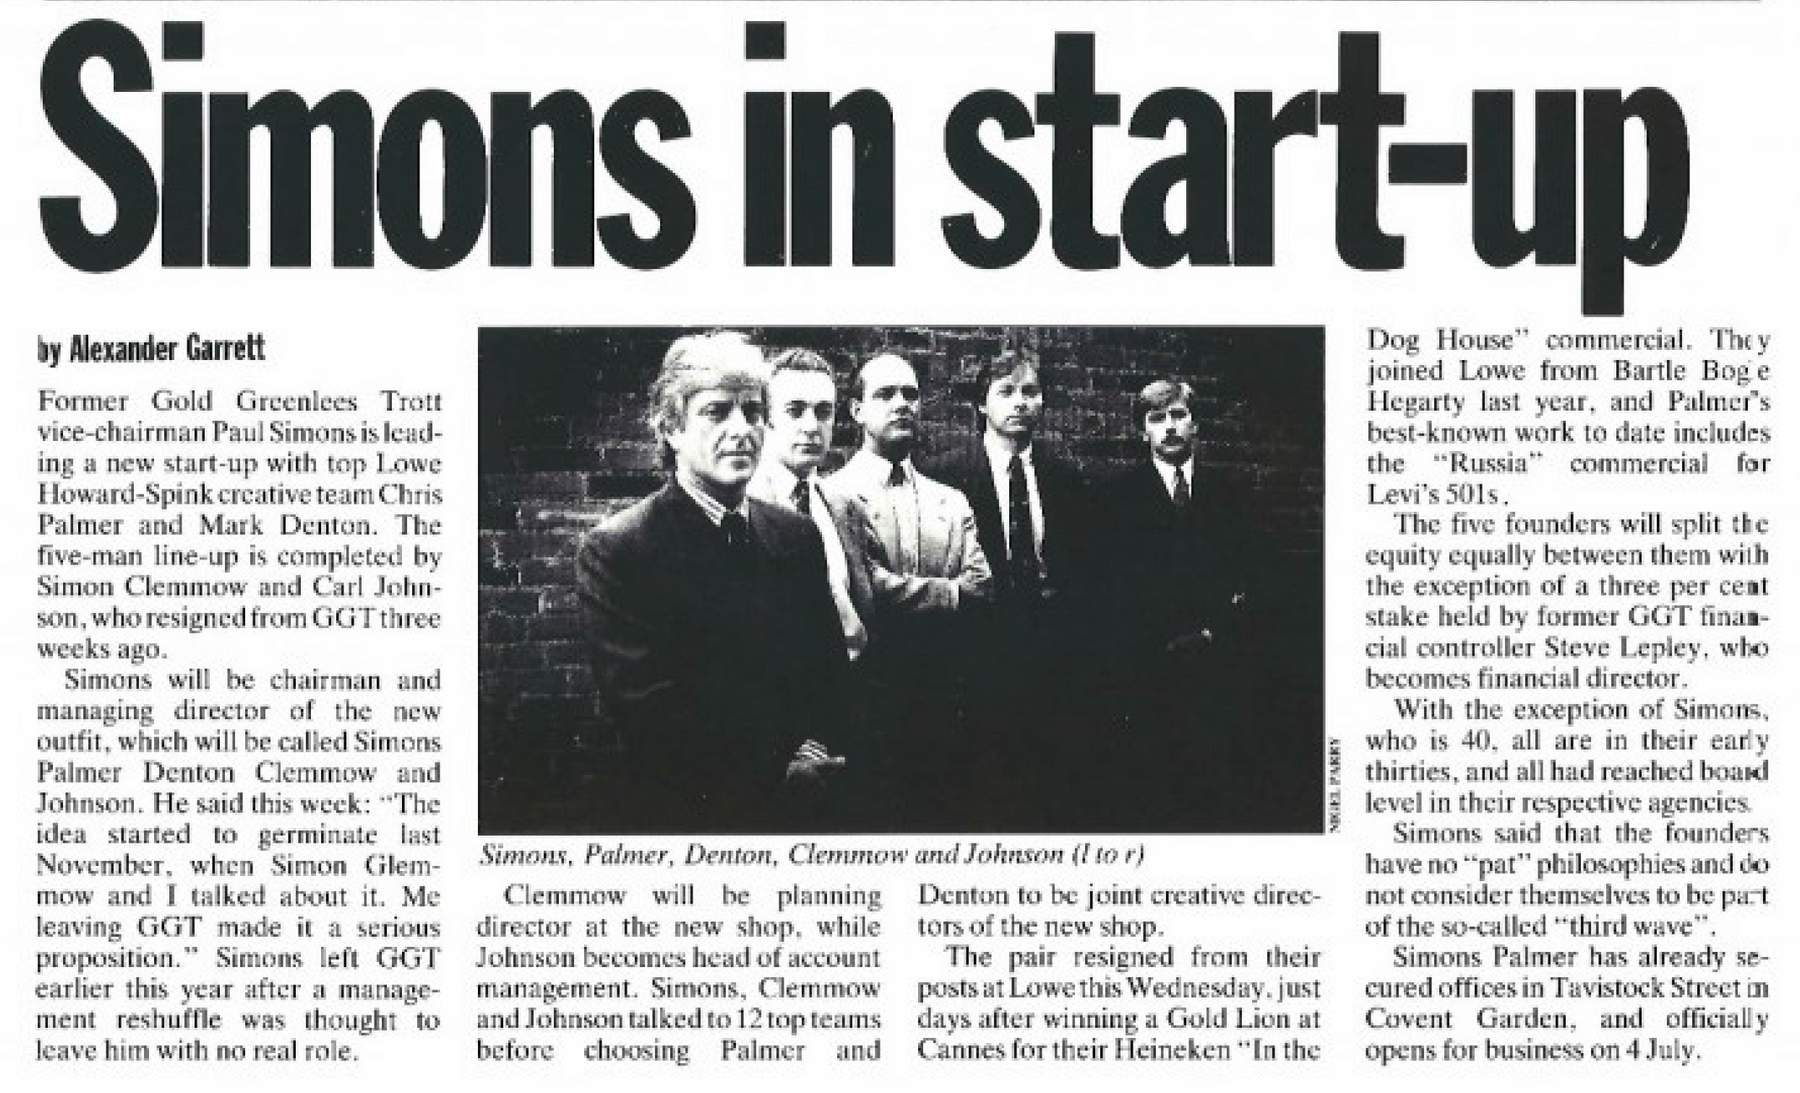 Simons in start-up
by Alexander Garrett
Former Gold Greenlees Trott
vice-chairman Paul Simons is lead-
ing a new start-up with top Lowe
Howard-Spink creative team Chris
Palmer and Mark Denton. The
five-man line-up is completed by
Simon Clemmow and Carl John-
son, who resigned from GGT three
weeks ago.
Simons will be chairman and
managing director of the new
outfit, which will be called Simons
Palmer Denton Clemmow and
Johnson. He said this week: “The
idea started to germinate last
November, when Simon Glem-
mow and I talked about it. Me
leaving GGT made it a serious
proposition.” Simons left GGT
earlier this year after a manage-
ment reshuffle was thought to
leave him with no real role.
NIGEL PARRY
Simons, Palmer, Denton, Clemmow and Johnson (l to r)
Clemmow will be planning
director at the new shop, while
Johnson becomes head of account
management. Simons, Clemmow
and Johnson talked to 12 top teams
before choosing Palmer and
Denton to be joint creative direc-
tors of the new shop.
The pair resigned from their
posts at Lowe this Wednesday, just
days after winning a Gold Lion at
Cannes for their Heineken “In the
Dog House” commercial. They
joined Lowe from Bartle Bogle
Hegarty last year, and Palmer's
best-known work to date includes
the “Russia” commercial for
Levi's 501s.
The five founders will split the
equity equally between them with
the exception of a three per cent
stake held by former GGT finan-
cial controller Steve Lepley, who
becomes financial director.
With the exception of Simons,
who is 40, all are in their early
thirties, and all had reached board
level in their respective agencies.
Simons said that the founders
have no “pat” philosophies and do
not consider themselves to be part
of the so-called “third wave”.
Simons Palmer has already se-
cured offices in Tavistock Street in
Covent Garden, and officially
opens for business on 4 July.